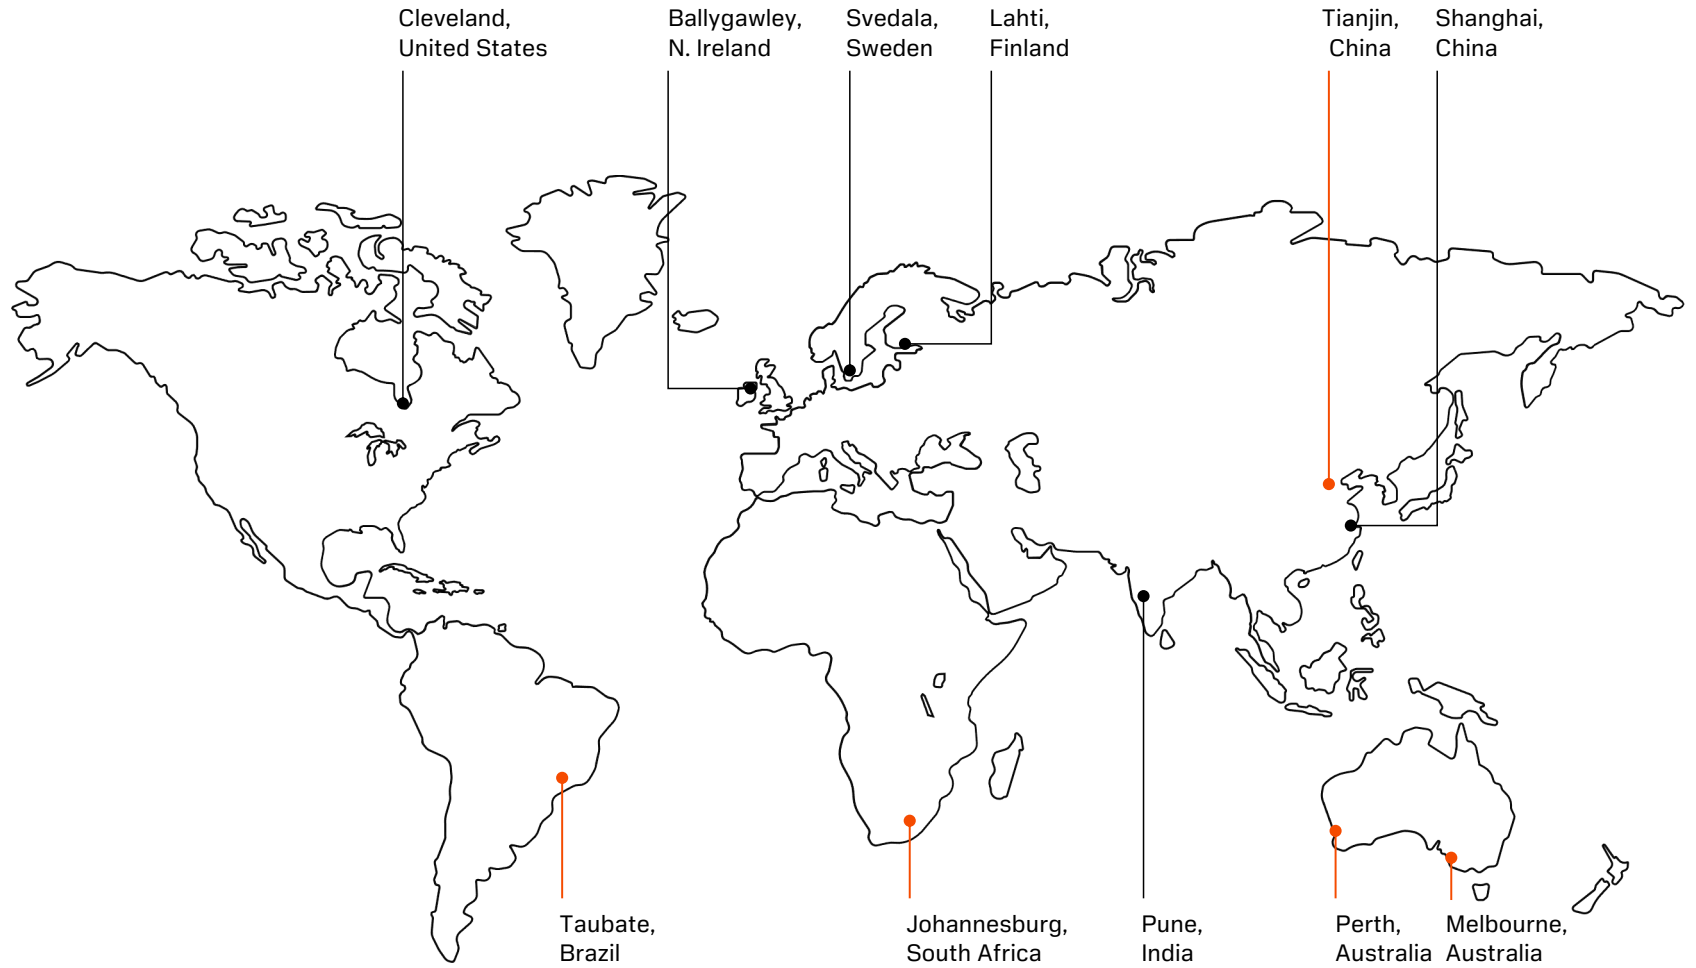 Cleveland,
United States
Ballygawley,
N. Ireland
Svedala,
Sweden
Lahti,
Finland
Tianjin,
China
Shanghai,
China
Taubate,
Brazil
Johannesburg,
South Africa
Pune,
India
Perth,
Australia
Melbourne,
Australia